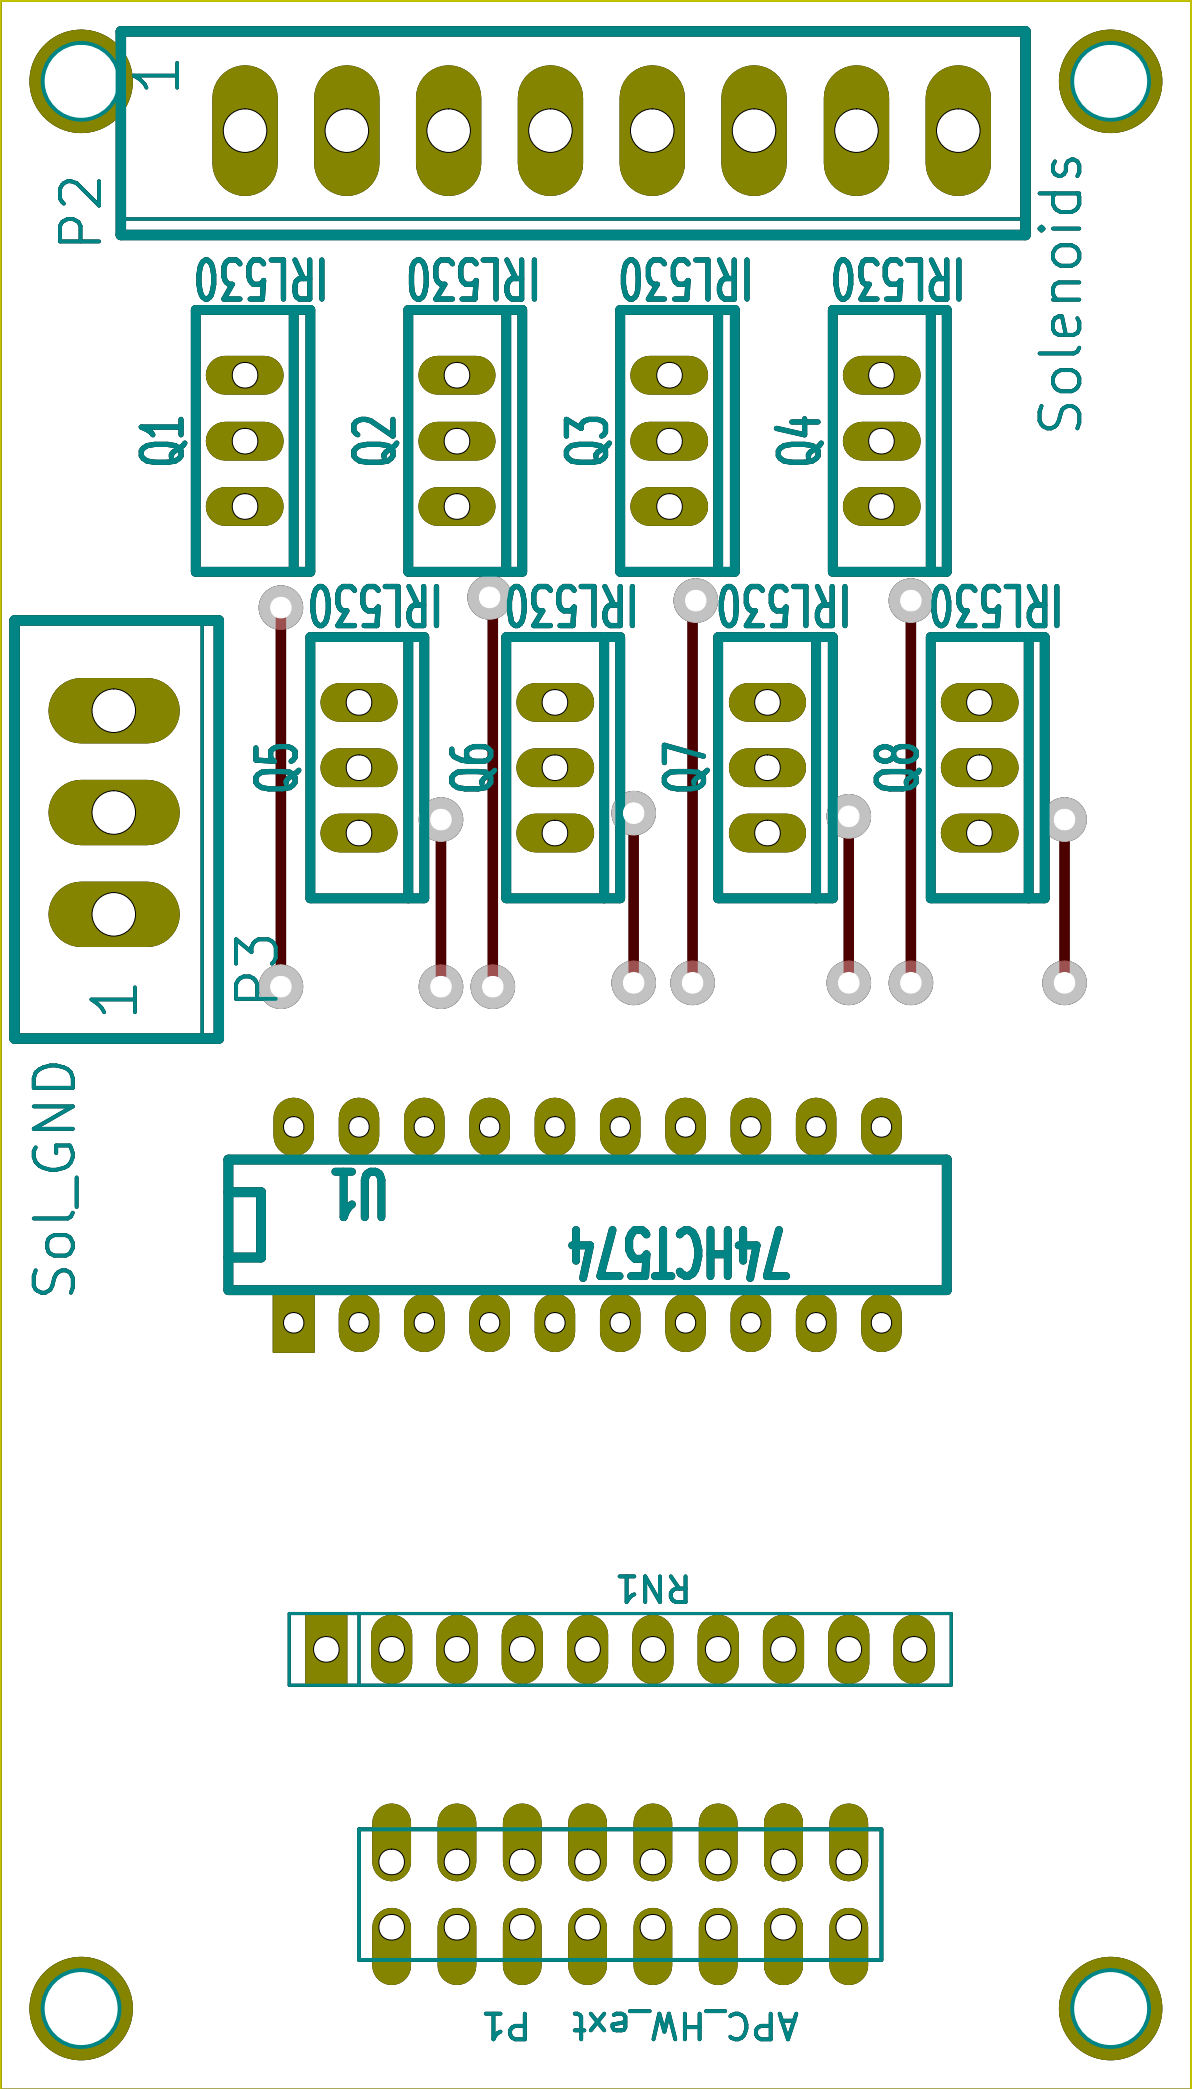 1
P2
Solenoids
IRL530
IRL530
IRL530
IRL530
Q1
Q2
Q3
Q4
IRL530
IRL530
IRL530
IRL530
Q5
Q6
Q7
Q8
P3
1
Sol_GND
U1
74HCT574
RN1
P1
APC_HW_ext